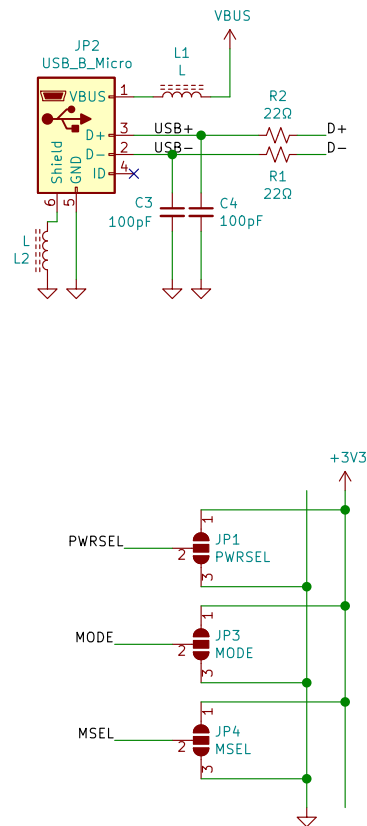 VBUS
L1
L
JP2
USB_B_Micro
VBUS
1
D+
3
USB+
D-
2
USB-
ID
4
Shield
GND
6
5
R2
22Ω
D+
D-
R1
22Ω
C3
100pF
C4
100pF
L
L2
+3V3
PWRSEL
1
2
3
JP1
PWRSEL
MODE
1
2
3
JP3
MODE
MSEL
1
2
3
JP4
MSEL